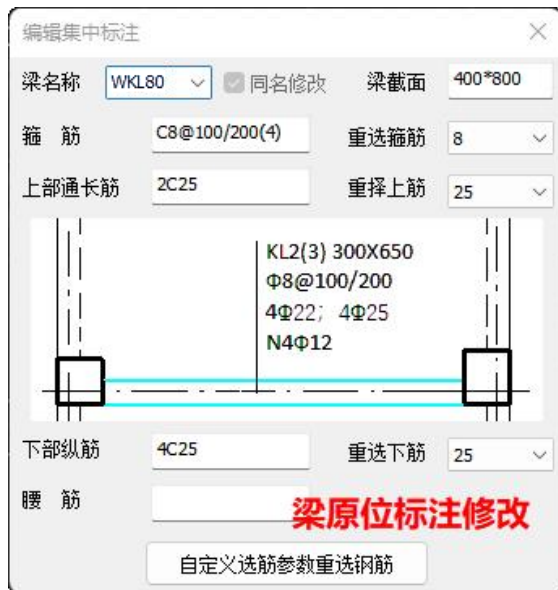 编辑集中标注
梁名称 WKL80 同名修改 梁截面 400*800
箍 筋 C8@100/200(4) 重选箍筋 8
上部通长筋 2C25 重择上筋 25
KL2(3) 300X650
Φ8@100/200
4Φ22; 4Φ25
N4Φ12
下部纵筋 4C25 重选下筋 25
腰 筋
梁原位标注修改
自定义选筋参数重选钢筋